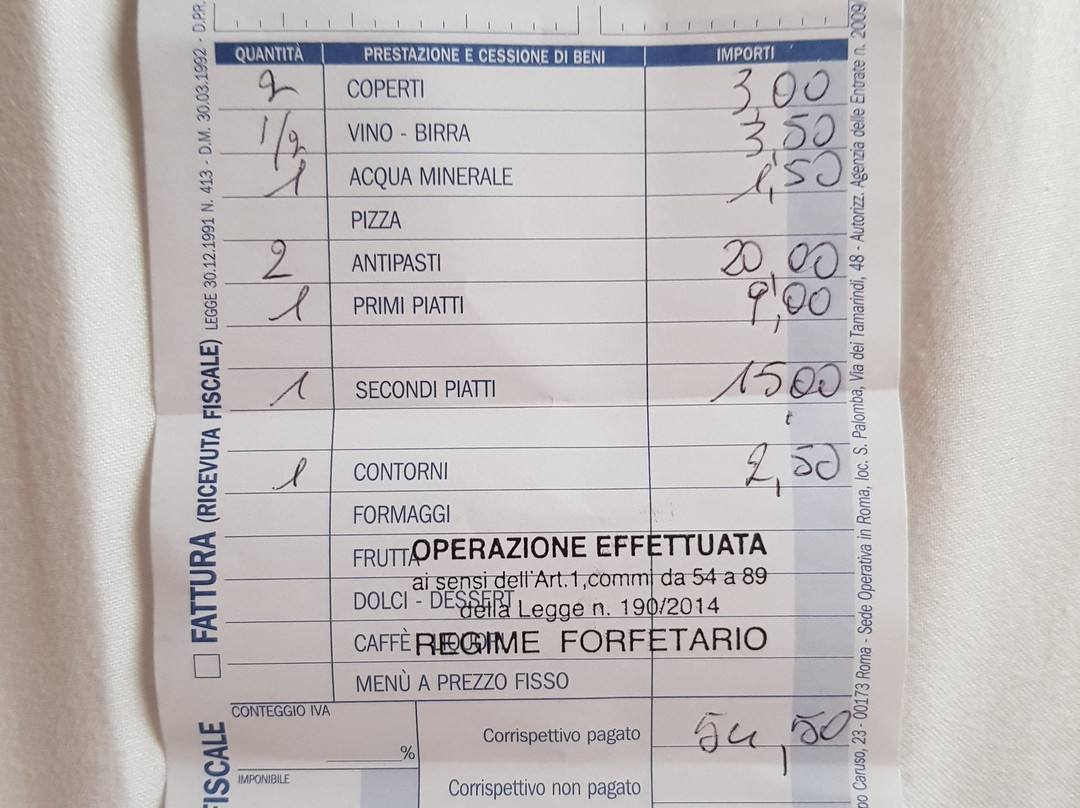 QUANTITÀ PRESTAZIONE E CESSIONE DI BENI IMPORTI
2 COPERTI 3,00
1/2 VINO - BIRRA 3,50
1 ACQUA MINERALE 1,50
PIZZA
2 ANTIPASTI 20,00
1 PRIMI PIATTI 9,00
1 SECONDI PIATTI 15,00
1 CONTORNI 2,50
FORMAGGI
FRUTTA
OPERAZIONE EFFETTUATA
ai sensi dell'Art.1,commi da 54 a 89
DOLCI - DESSERT
della Legge n. 190/2014
CAFFÈ
REGIME FORFETARIO
MENÙ A PREZZO FISSO
CONTEGGIO IVA
Corrispettivo pagato 54,50
%
IMPONIBILE
Corrispettivo non pagato
FATTURA (RICEVUTA FISCALE) LEGGE 30.12.1991 N. 413 - D.M. 30.03.1992 - D.P.R.
FISCALE
Caruso, 23 - 00173 Roma - Sede Operativa in Roma, loc. S. Palomba, Via dei Tamarindi, 48 - Autorizz. Agenzia delle Entrate n. 2009